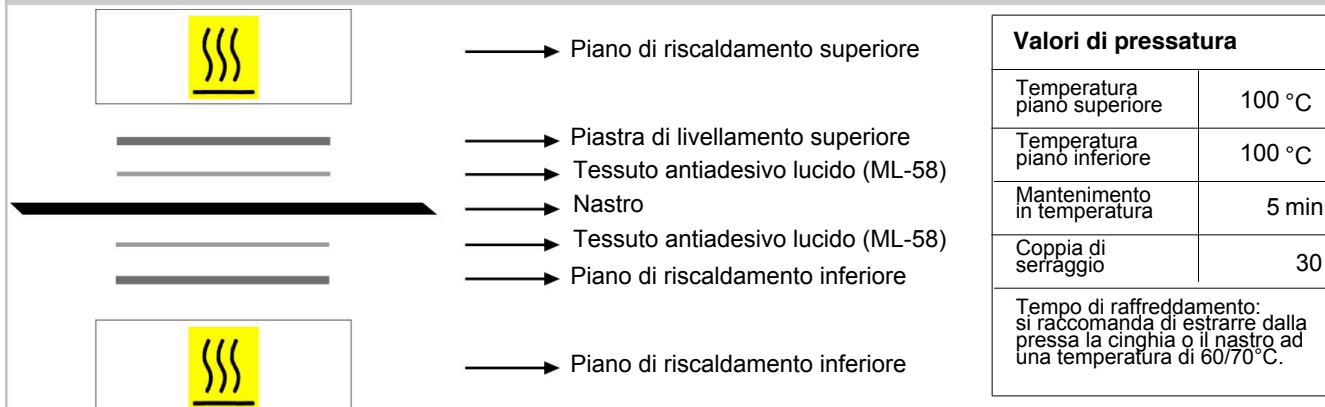 Piano di riscaldamento superiore
Piastra di livellamento superiore
Tessuto antiadesivo lucido (ML-58)
Nastro
Tessuto antiadesivo lucido (ML-58)
Piano di riscaldamento inferiore
Piano di riscaldamento inferiore
Valori di pressatura
Temperatura
piano superiore
100 °C
Temperatura
piano inferiore
100 °C
Mantenimento
in temperatura
5 min
Coppia di
serraggio
30
Tempo di raffreddamento:
si raccomanda di estrarre dalla
pressa la cinghia o il nastro ad
una temperatura di 60/70°C.